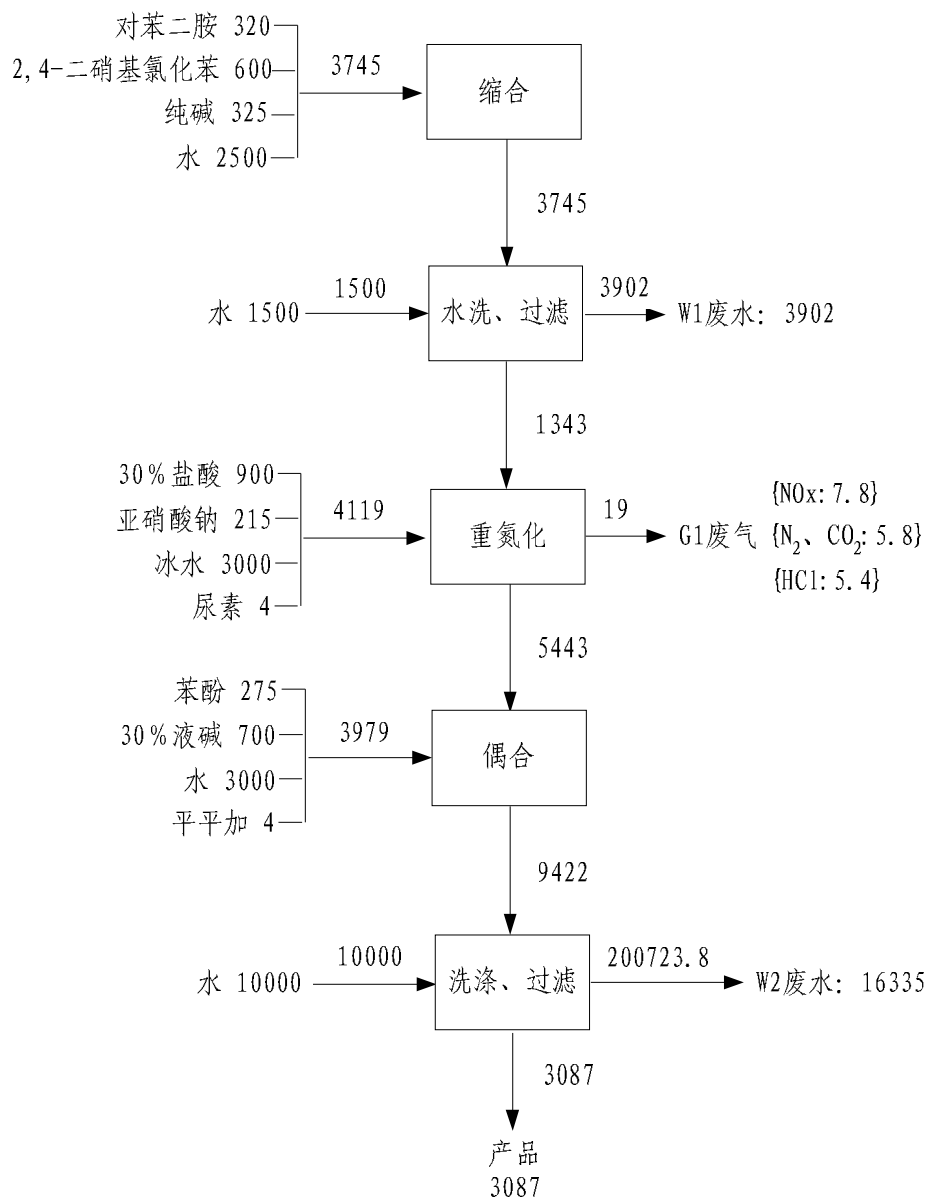 对苯二胺 320
2,4-二硝基氯化苯 600
纯碱 325
水 2500
3745
缩合
3745
水 1500
1500
水洗、过滤
3902
W1废水: 3902
1343
30%盐酸 900
亚硝酸钠 215
冰水 3000
尿素 4
4119
重氮化
19
G1废气
{NOx:7.8}
{N₂、CO₂:5.8}
{HCl:5.4}
5443
苯酚 275
30%液碱 700
水 3000
平平加 4
3979
偶合
9422
水 10000
10000
洗涤、过滤
200723.8
W2废水: 16335
3087
产品
3087